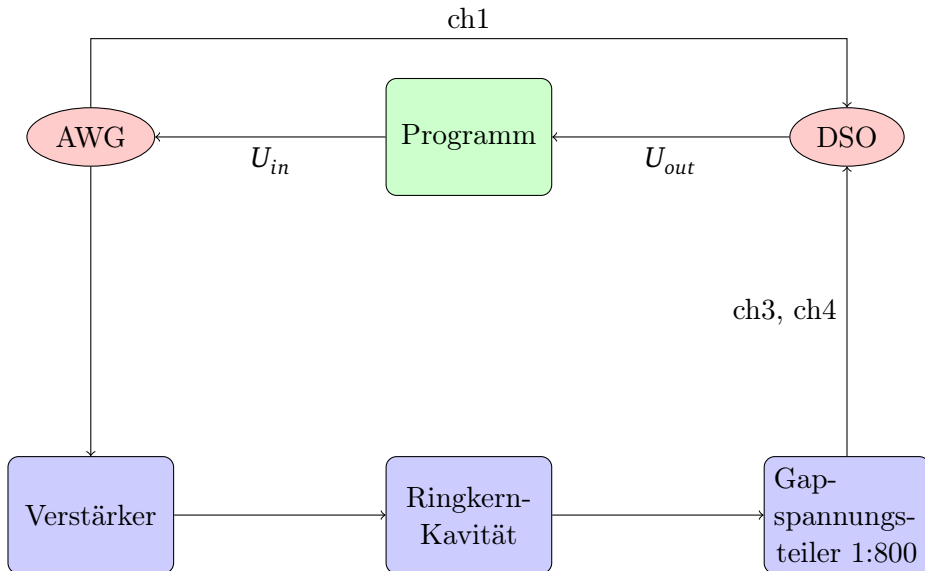 ch1
AWG
Programm
DSO
U_in
U_out
ch3, ch4
Verstärker
Ringkern-
Kavität
Gap-
spannungs-
teiler 1:800